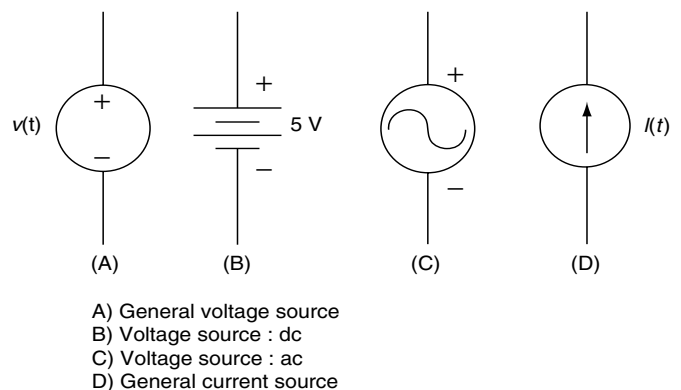 +
v(t)
+
−
+
5 V
−
+
−
I(t)
(A)
(B)
(C)
(D)
A) General voltage source
B) Voltage source : dc
C) Voltage source : ac
D) General current source